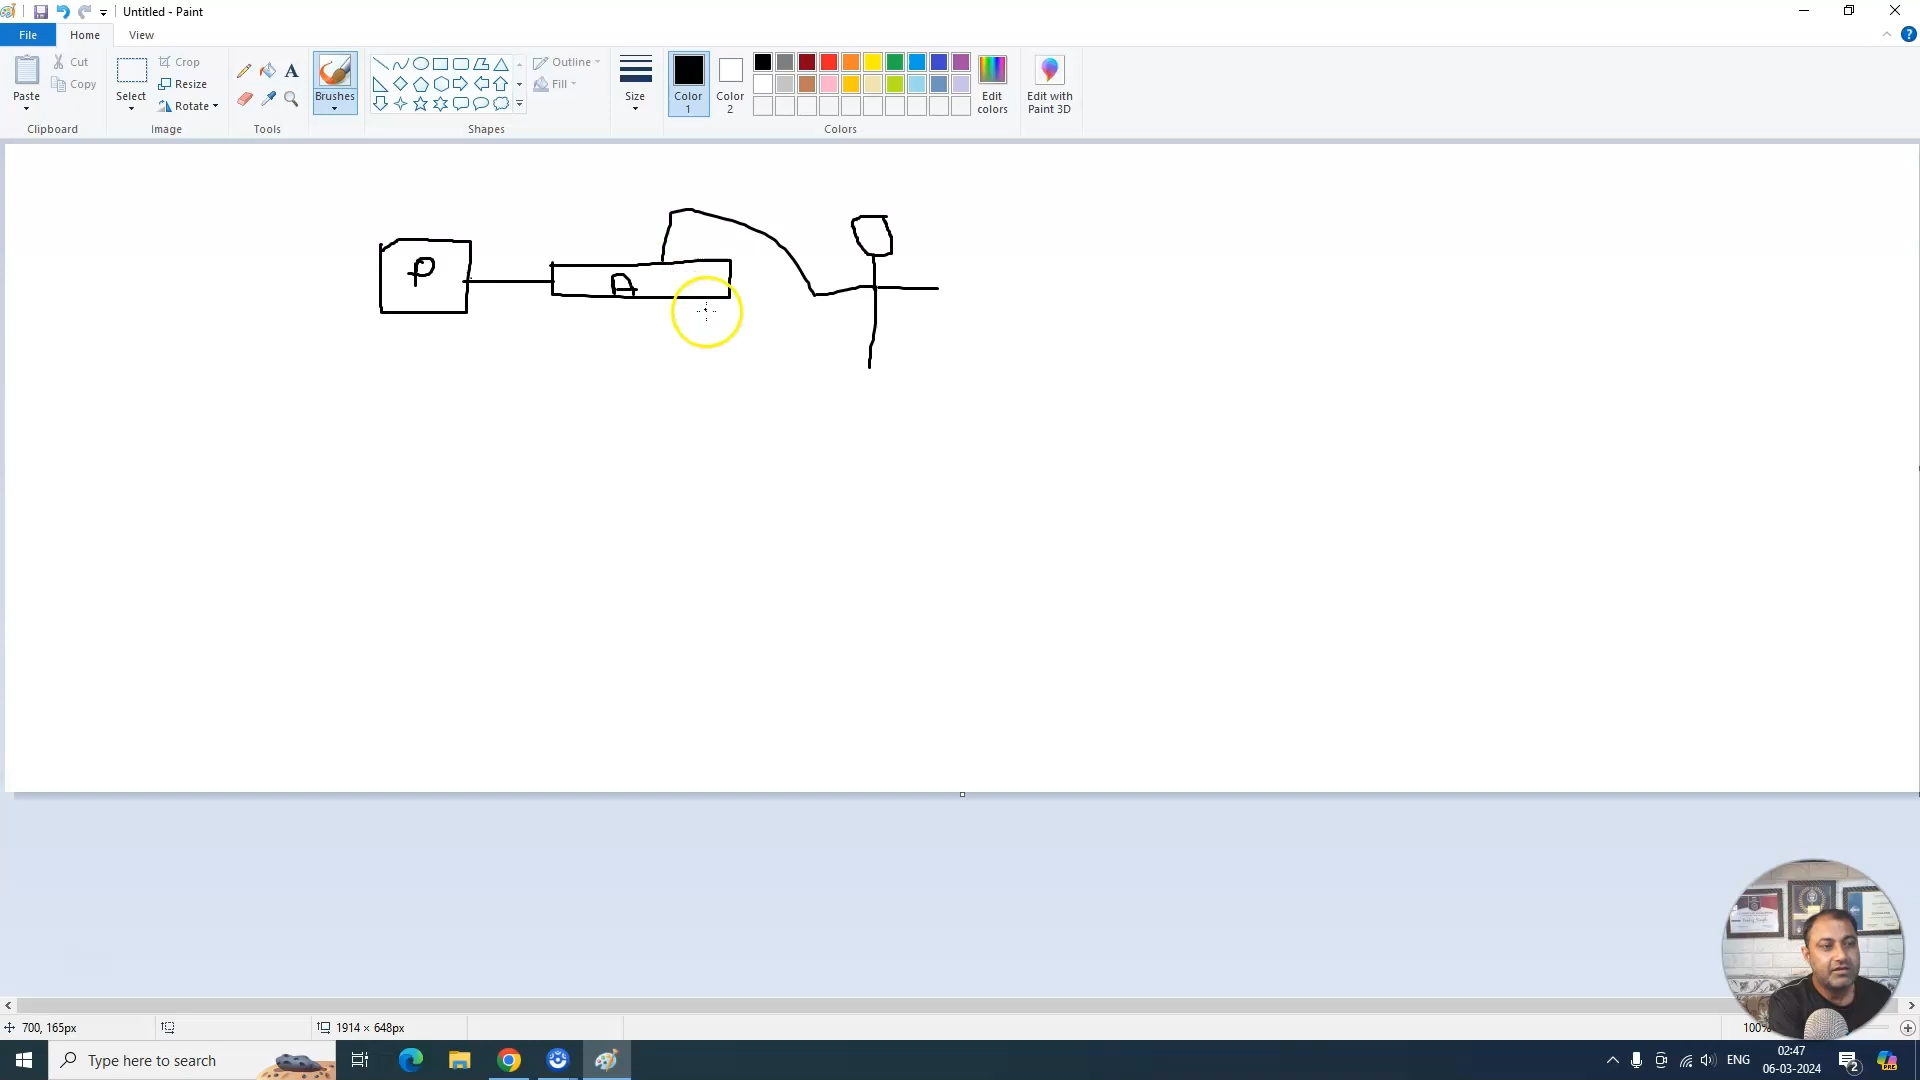 Untitled - Paint
File
Home
View
Paste
Cut
Copy
Clipboard
Select
Crop
Resize
Rotate
Image
Tools
Brushes
Shapes
Outline
Fill
Size
Color 1
Color 2
Colors
Edit colors
Edit with Paint 3D
P
A
700, 165px
1914 × 648px
100%
Type here to search
ENG
02:47
06-03-2024
2